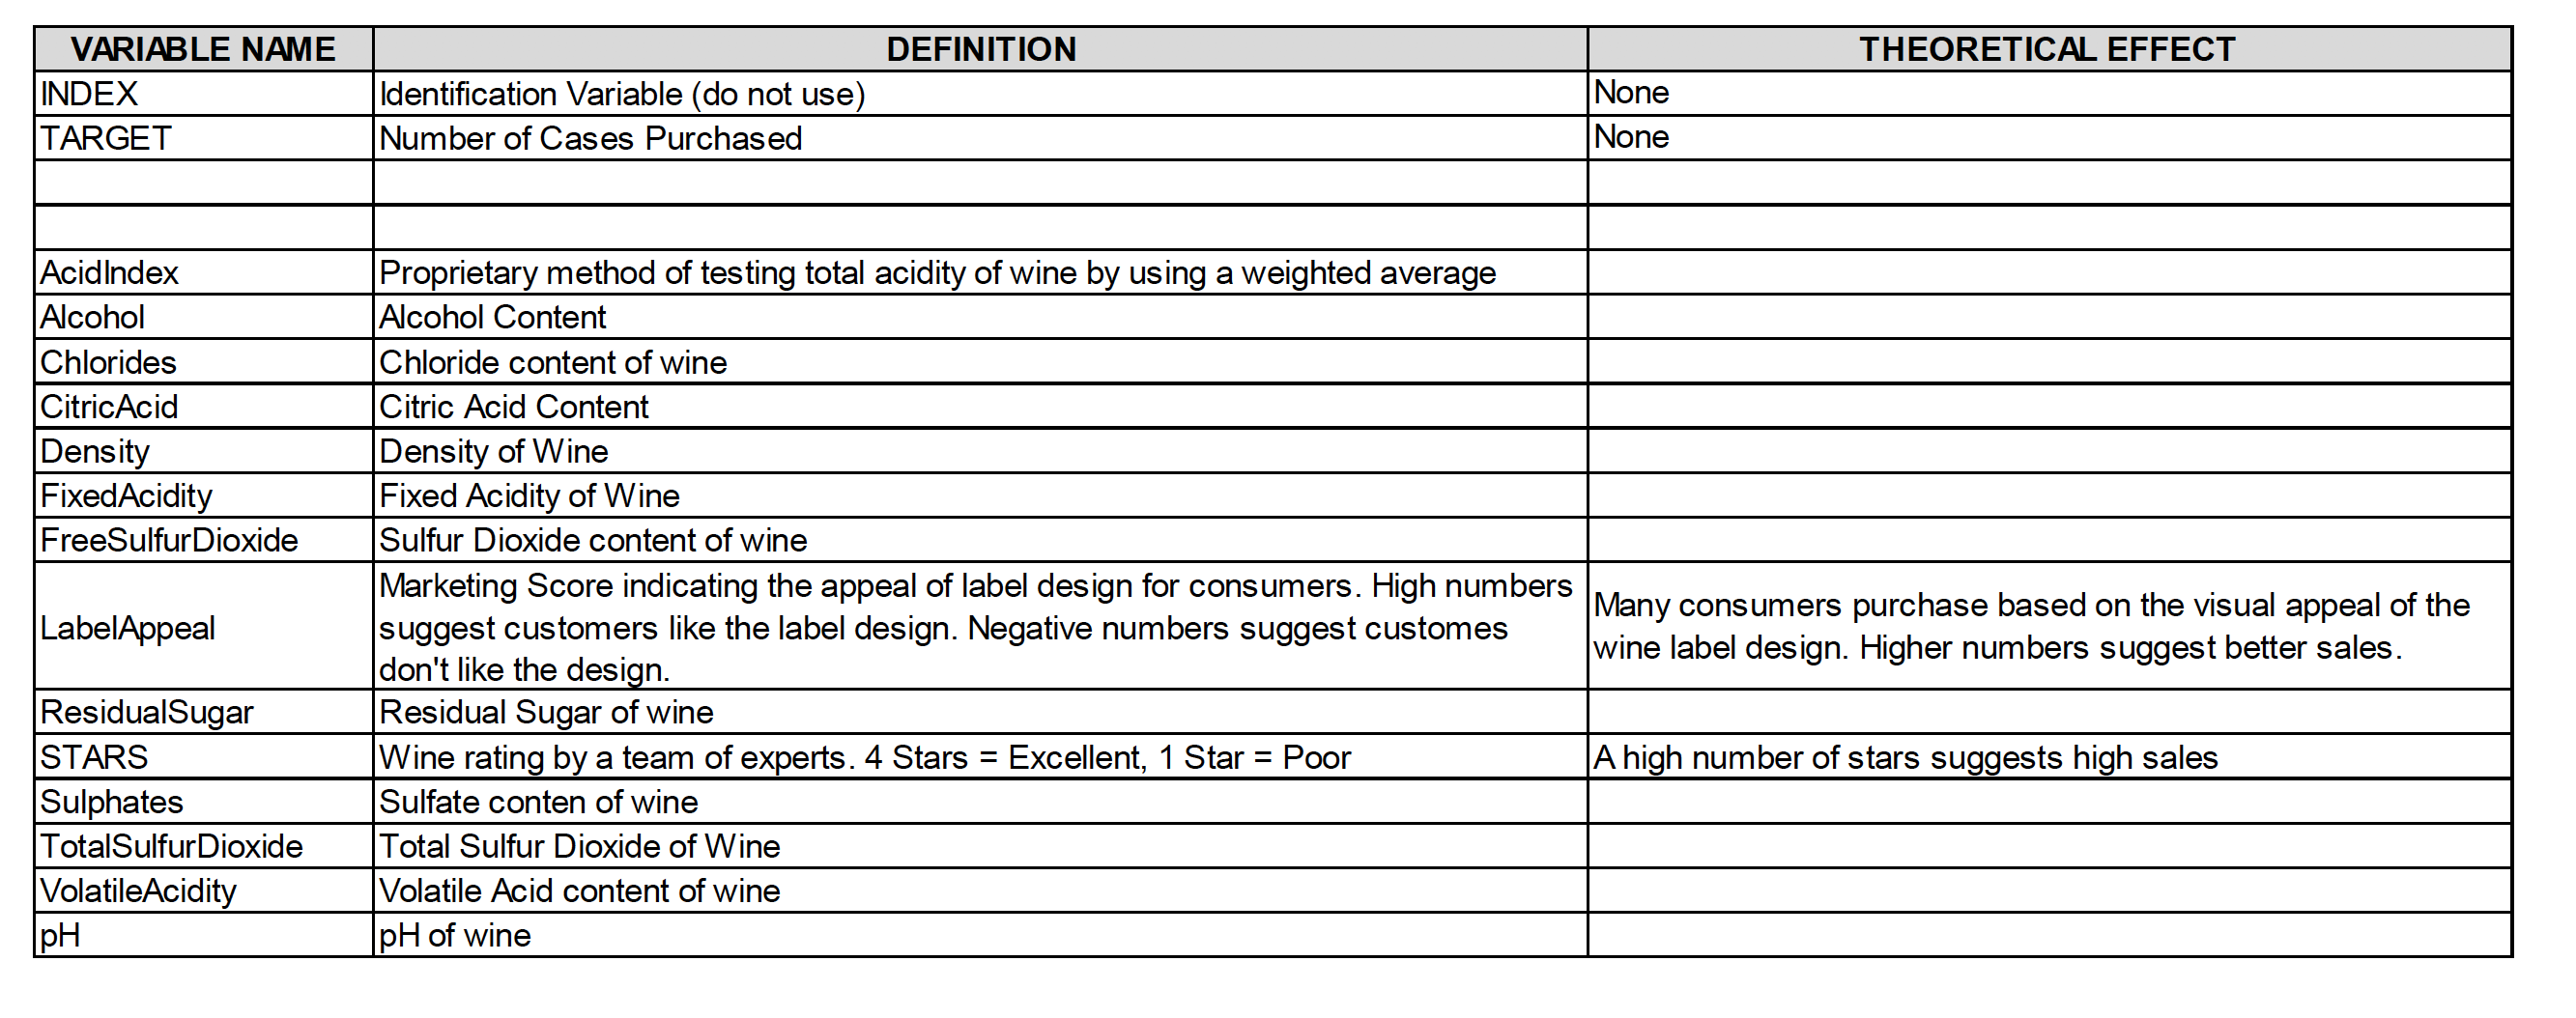 VARIABLE NAME DEFINITION THEORETICAL EFFECT
INDEX Identification Variable (do not use) None
TARGET Number of Cases Purchased None
AcidIndex Proprietary method of testing total acidity of wine by using a weighted average
Alcohol Alcohol Content
Chlorides Chloride content of wine
CitricAcid Citric Acid Content
Density Density of Wine
FixedAcidity Fixed Acidity of Wine
FreeSulfurDioxide Sulfur Dioxide content of wine
LabelAppeal
Marketing Score indicating the appeal of label design for consumers. High numbers
suggest customers like the label design. Negative numbers suggest customes
don't like the design.
Many consumers purchase based on the visual appeal of the
wine label design. Higher numbers suggest better sales.
ResidualSugar Residual Sugar of wine
STARS Wine rating by a team of experts. 4 Stars = Excellent, 1 Star = Poor A high number of stars suggests high sales
Sulphates Sulfate conten of wine
TotalSulfurDioxide Total Sulfur Dioxide of Wine
VolatileAcidity Volatile Acid content of wine
pH pH of wine